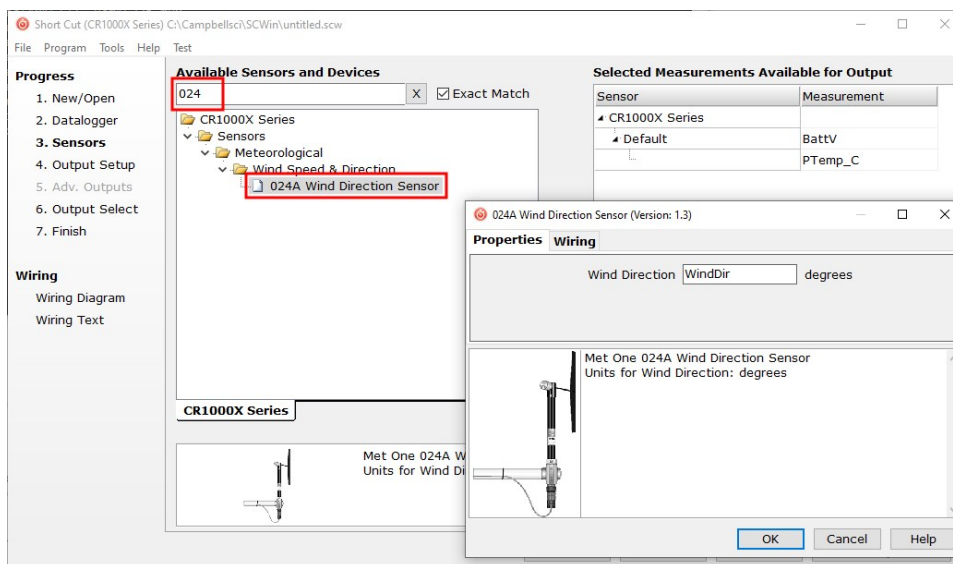 Short Cut (CR1000X Series) C:\Campbellsci\SCWin\untitled.scw
File Program Tools Help Test
Progress
1. New/Open
2. Datalogger
3. Sensors
4. Output Setup
5. Adv. Outputs
6. Output Select
7. Finish
Wiring
Wiring Diagram
Wiring Text
Available Sensors and Devices
024 X Exact Match
CR1000X Series
Sensors
Meteorological
Wind Speed & Direction
024A Wind Direction Sensor
CR1000X Series
Met One 024A W
Units for Wind Di
Selected Measurements Available for Output
Sensor Measurement
CR1000X Series
Default BattV
PTemp_C
024A Wind Direction Sensor (Version: 1.3)
Properties Wiring
Wind Direction WindDir degrees
Met One 024A Wind Direction Sensor
Units for Wind Direction: degrees
OK Cancel Help